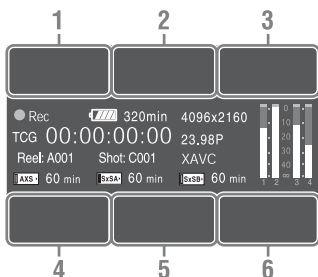 1 2 3
Rec 320min 4096x2160
TCG 00:00:00:00 23.98P
Reel: A001 Shot: C001 XAVC
AXS 60 min SxSA 60 min SxSB 60 min
0
10
20
30
40
∞
1 2 3 4
4 5 6